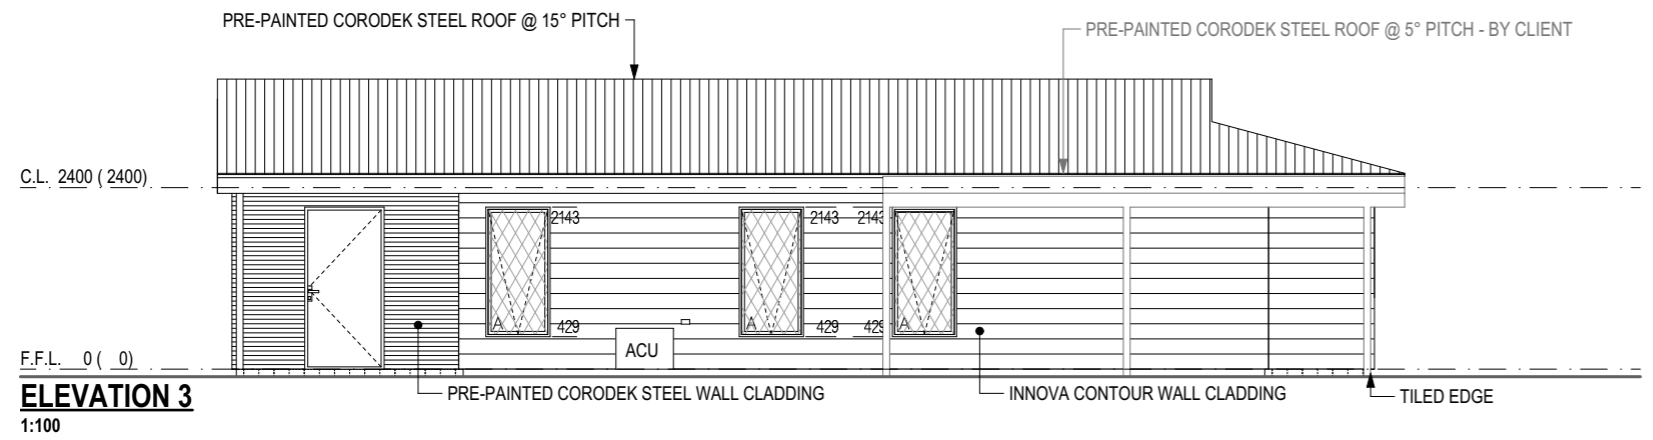 PRE-PAINTED CORODEK STEEL ROOF @ 15° PITCH
PRE-PAINTED CORODEK STEEL ROOF @ 5° PITCH - BY CLIENT
C.L. 2400 ( 2400)
2143
2143
2143
A
A
A
429
429
429
ACU
F.F.L. 0 ( 0)
PRE-PAINTED CORODEK STEEL WALL CLADDING
INNOVA CONTOUR WALL CLADDING
TILED EDGE
ELEVATION 3
1:100